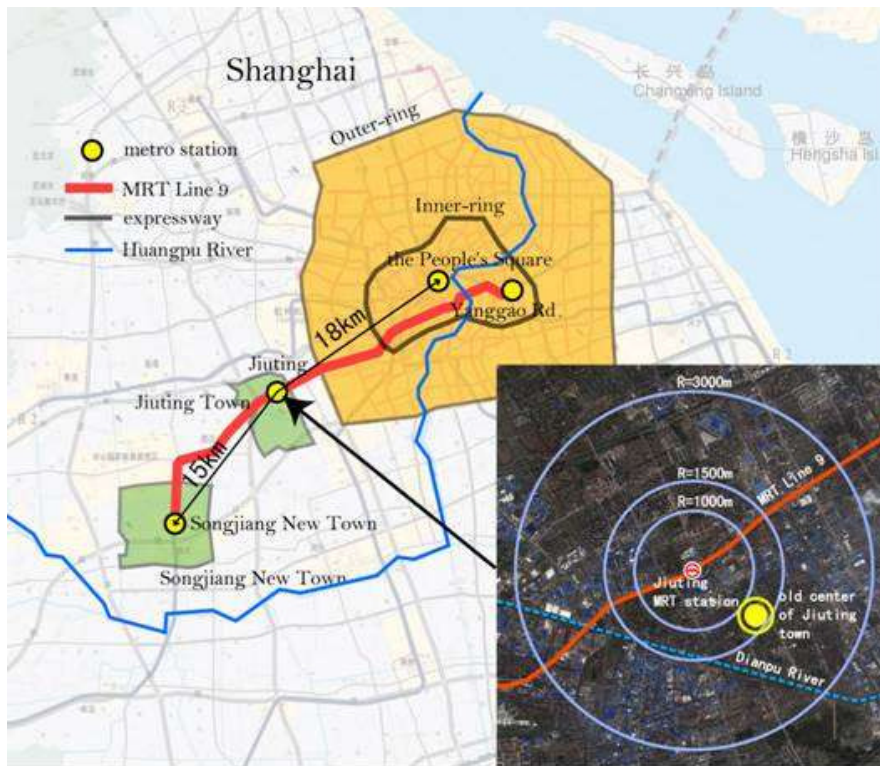 Shanghai
长 兴 岛
Changxing Island
横 沙 岛
Hengsha Isl
Outer-ring
metro station
MRT Line 9
expressway
Huangpu River
Inner-ring
the People's Square
Yanggao Rd.
18km
Jiuting
Jiuting Town
15km
Songjiang New Town
Songjiang New Town
R=3000m
R=1500m
R=1000m
MRT Line 9
Jiuting
MRT station
old center
of Jiuting
town
Dianpu River